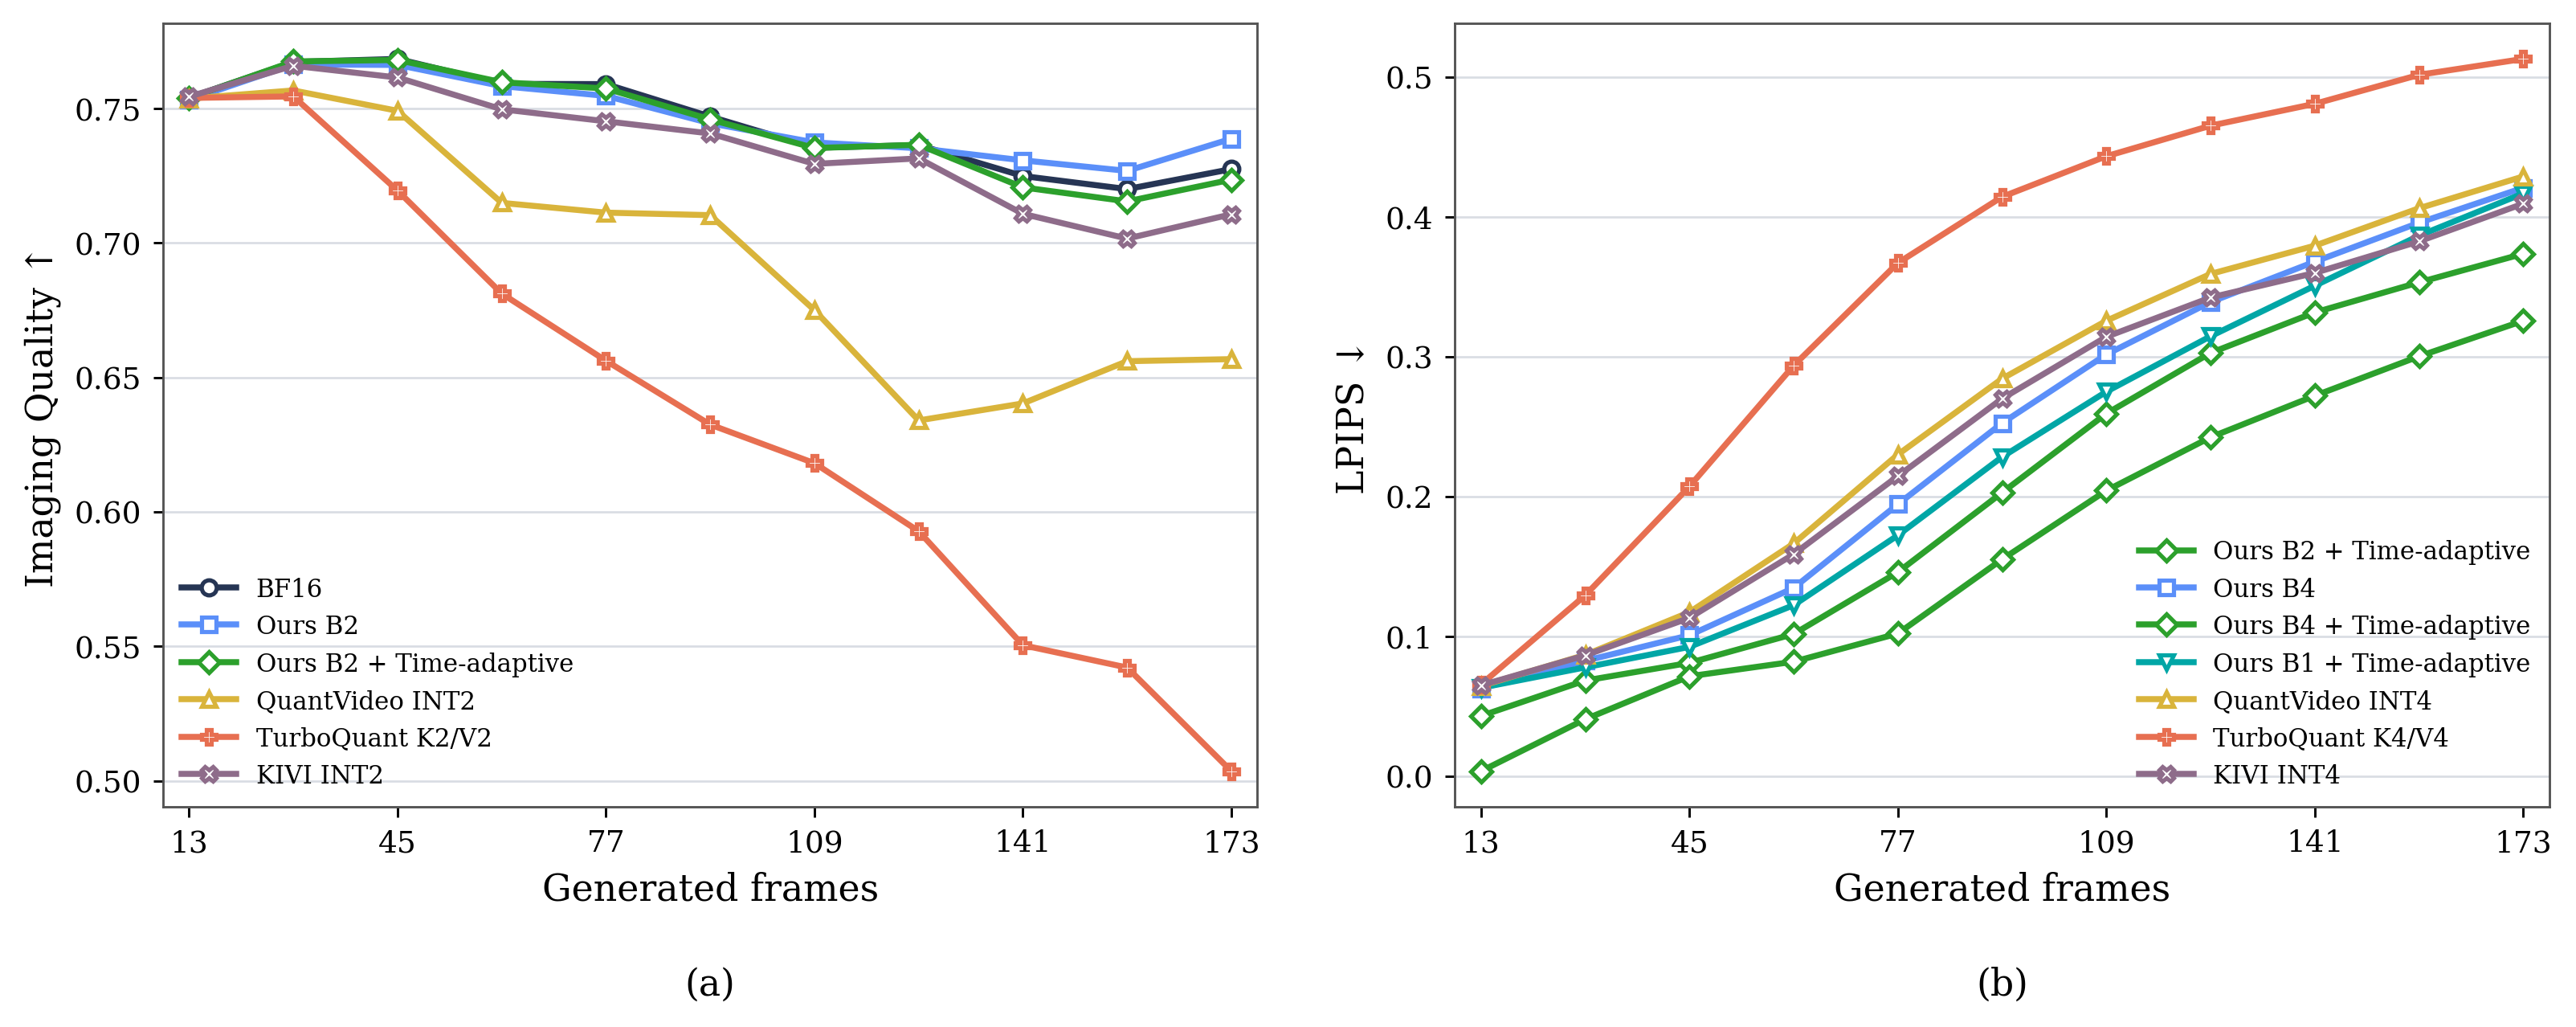 Imaging Quality ↑
0.75
0.70
0.65
0.60
0.55
0.50
BF16
Ours B2
Ours B2 + Time-adaptive
QuantVideo INT2
TurboQuant K2/V2
KIVI INT2
13 45 77 109 141 173
Generated frames
(a)
LPIPS ↓
0.5
0.4
0.3
0.2
0.1
0.0
Ours B2 + Time-adaptive
Ours B4
Ours B4 + Time-adaptive
Ours B1 + Time-adaptive
QuantVideo INT4
TurboQuant K4/V4
KIVI INT4
13 45 77 109 141 173
Generated frames
(b)